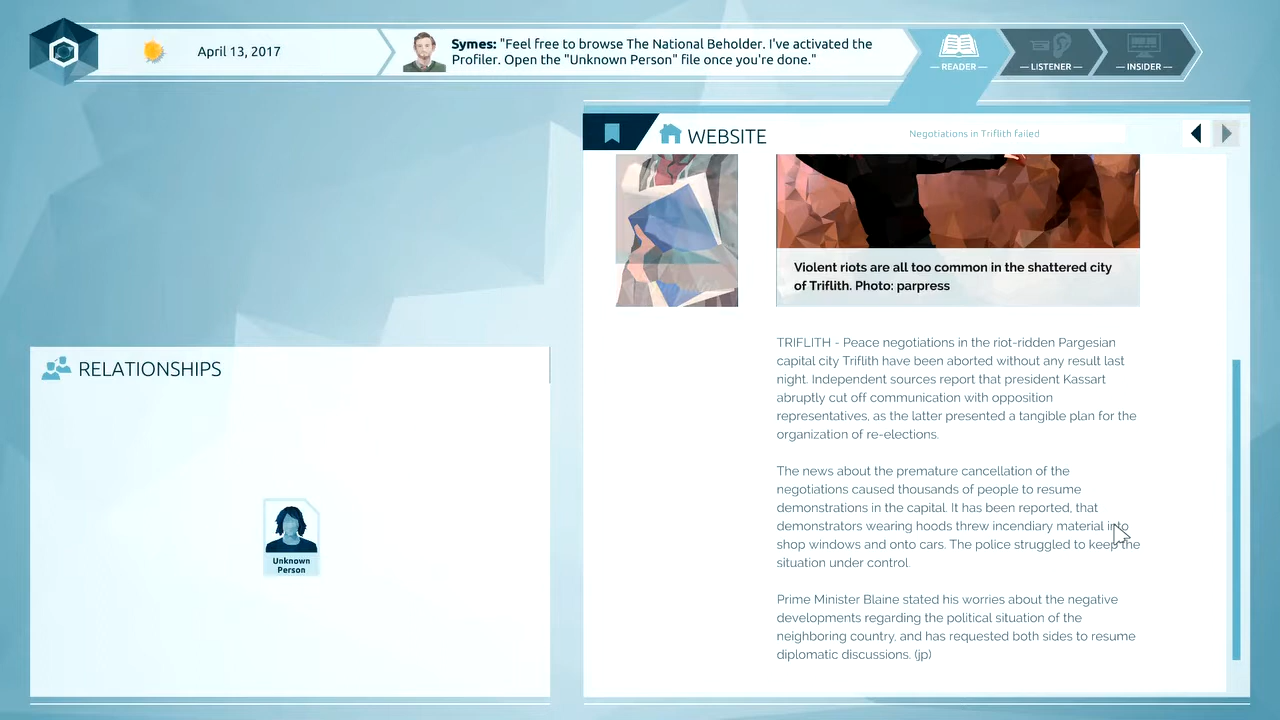 April 13, 2017
Symes: "Feel free to browse The National Beholder. I've activated the
Profiler. Open the "Unknown Person" file once you're done."
— READER —
— LISTENER —
— INSIDER —
WEBSITE
Negotiations in Triflith failed
Violent riots are all too common in the shattered city
of Triflith. Photo: parpress
TRIFLITH - Peace negotiations in the riot-ridden Pargesian
capital city Triflith have been aborted without any result last
night. Independent sources report that president Kassart
abruptly cut off communication with opposition
representatives, as the latter presented a tangible plan for the
organization of re-elections.
The news about the premature cancellation of the
negotiations caused thousands of people to resume
demonstrations in the capital. It has been reported, that
demonstrators wearing hoods threw incendiary material into
shop windows and onto cars. The police struggled to keep the
situation under control.
Prime Minister Blaine stated his worries about the negative
developments regarding the political situation of the
neighboring country, and has requested both sides to resume
diplomatic discussions. (jp)
RELATIONSHIPS
Unknown
Person